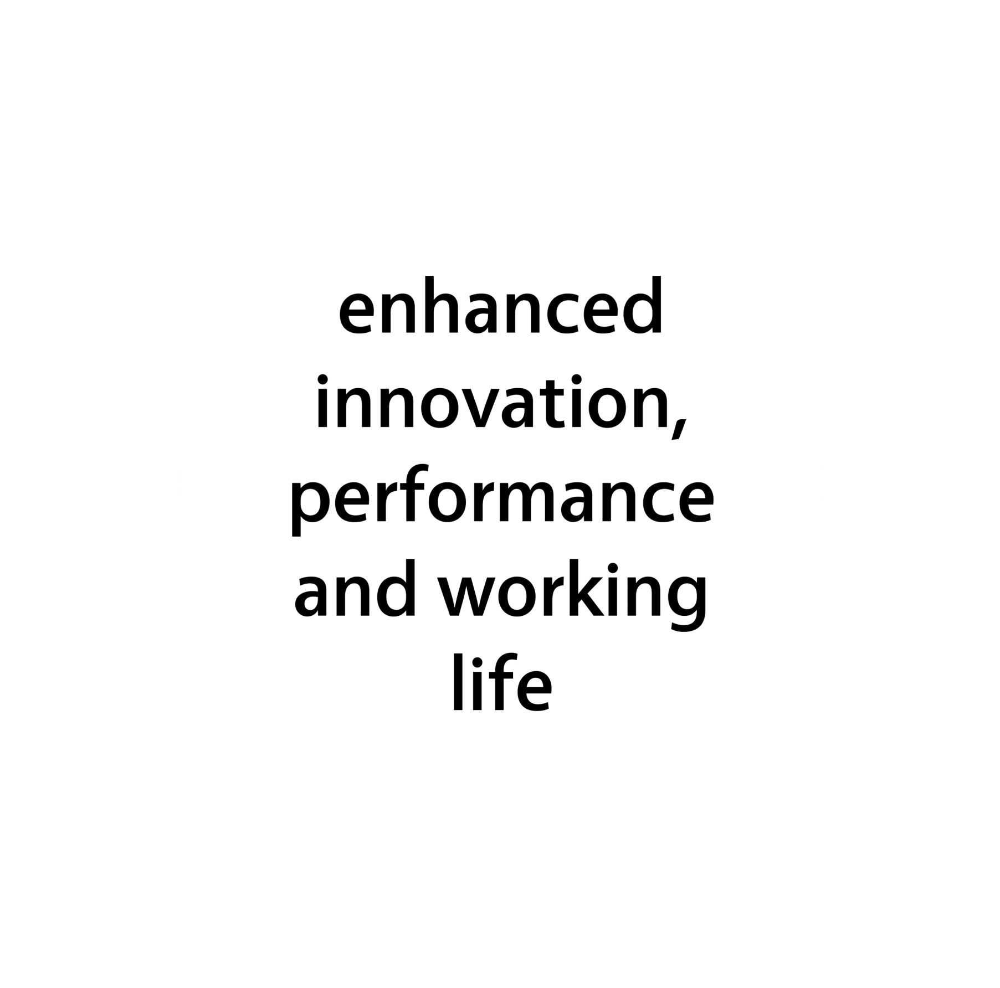 enhanced
innovation,
performance
and working
life